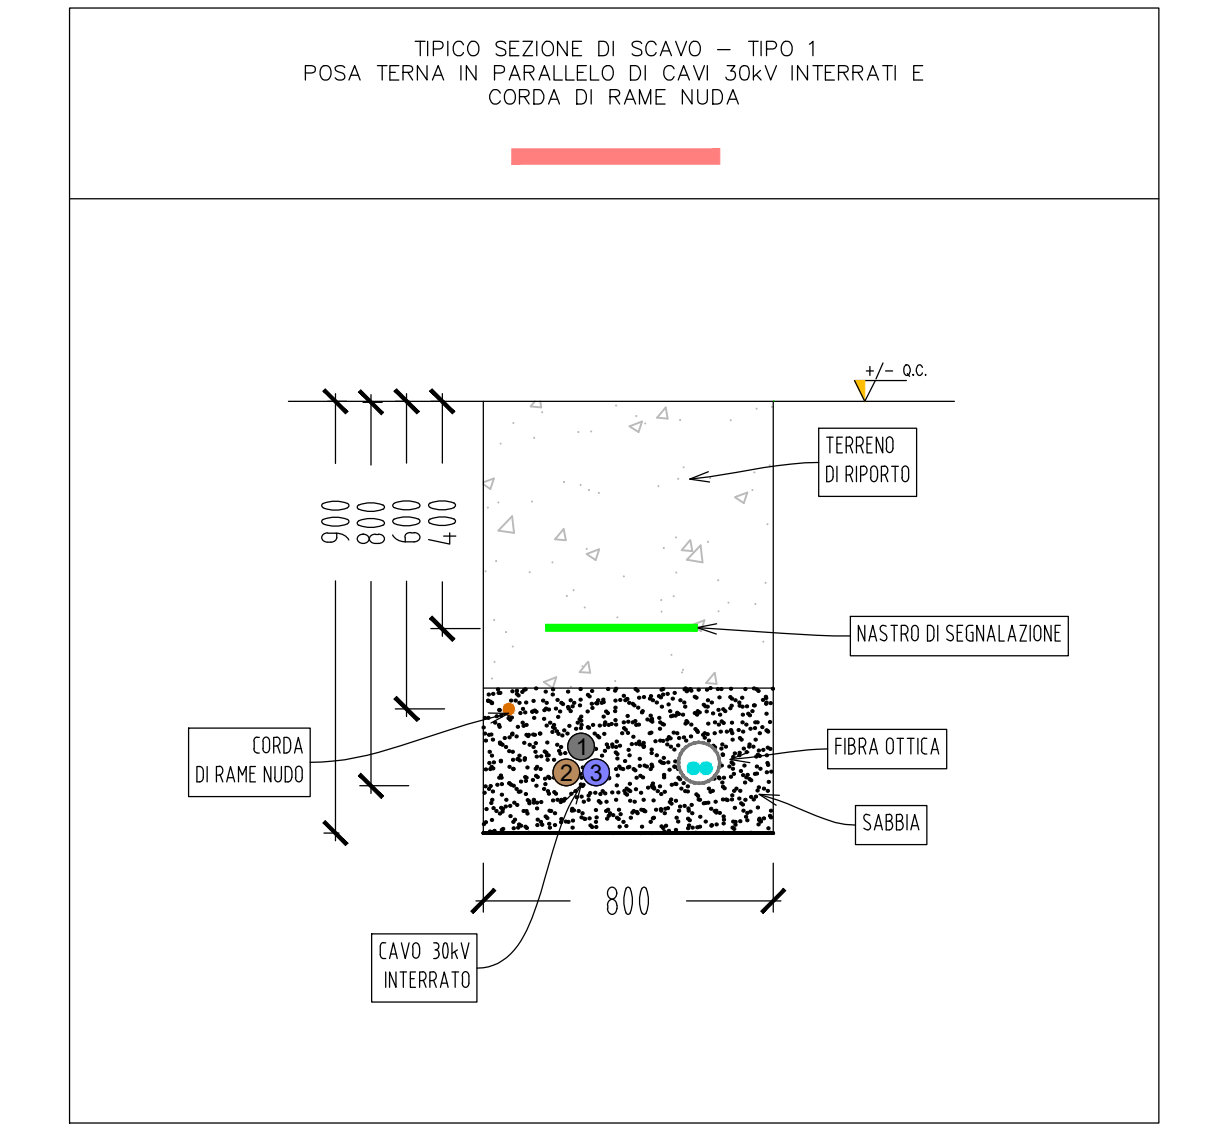 TIPICO SEZIONE DI SCAVO – TIPO 1
POSA TERNA IN PARALLELO DI CAVI 30kV INTERRATI E
CORDA DI RAME NUDA
+/- Q.C.
TERRENO
DI RIPORTO
900
800
600
400
NASTRO DI SEGNALAZIONE
CORDA
DI RAME NUDO
1
2 3
FIBRA OTTICA
SABBIA
800
CAVO 30kV
INTERRATO